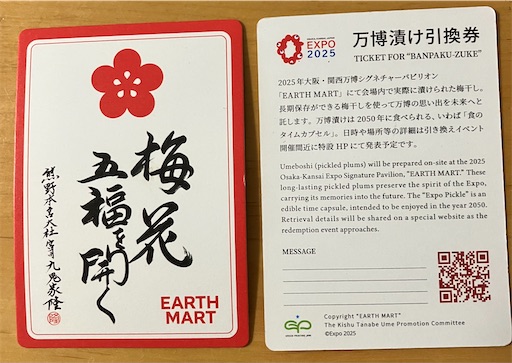 梅花
五福を開く
熊野本宮大社 宮司 九鬼家隆
EARTH
MART
EXPO
2025
万博漬け引換券
TICKET FOR “BANPAKU-ZUKE”
2025年大阪・関西万博シグネチャーパビリオン
「EARTH MART」にて会場内で実際に漬けられた梅干し。
長期保存ができる梅干しを使って万博の思い出を未来へと
託します。万博漬けは2050年に食べられる、いわば「食の
タイムカプセル」。日時や場所等の詳細は引き換えイベント
開催間近に特設HPにて発表予定です。
Umeboshi (pickled plums) will be prepared on-site at the 2025
Osaka-Kansai Expo Signature Pavilion, “EARTH MART.” These
long-lasting pickled plums preserve the spirit of the Expo,
carrying its memories into the future. The “Expo Pickle” is an
edible time capsule, intended to be enjoyed in the year 2050.
Retrieval details will be shared on a special website as the
redemption event approaches.
MESSAGE
Copyright "EARTH MART"
The Kishu Tanabe Ume Promotion Committee
©Expo 2025